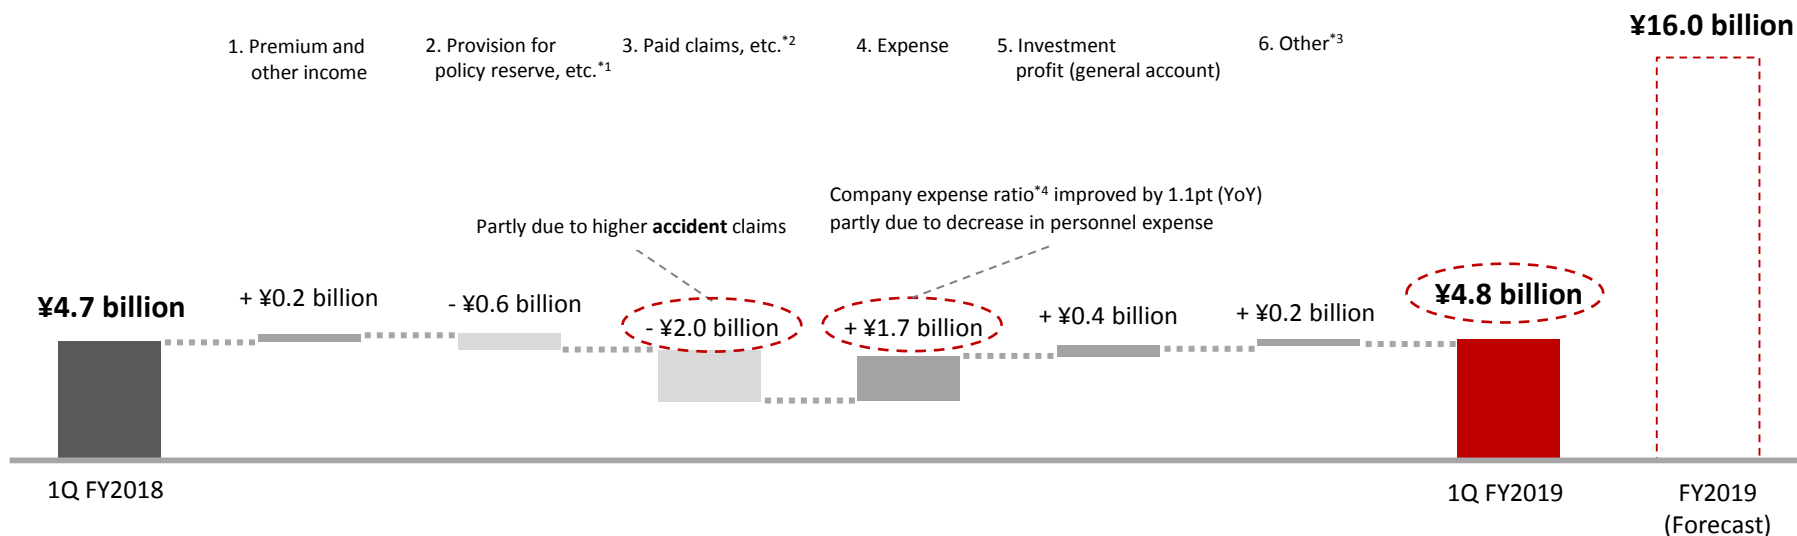 1. Premium and
other income
2. Provision for
policy reserve, etc.*1
3. Paid claims, etc.*2
4. Expense
5. Investment
profit (general account)
6. Other*3
¥16.0 billion
Company expense ratio*4 improved by 1.1pt (YoY)
partly due to decrease in personnel expense
Partly due to higher accident claims
¥4.7 billion
+ ¥0.2 billion
- ¥0.6 billion
- ¥2.0 billion
+ ¥1.7 billion
+ ¥0.4 billion
+ ¥0.2 billion
¥4.8 billion
1Q FY2018
1Q FY2019
FY2019
(Forecast)